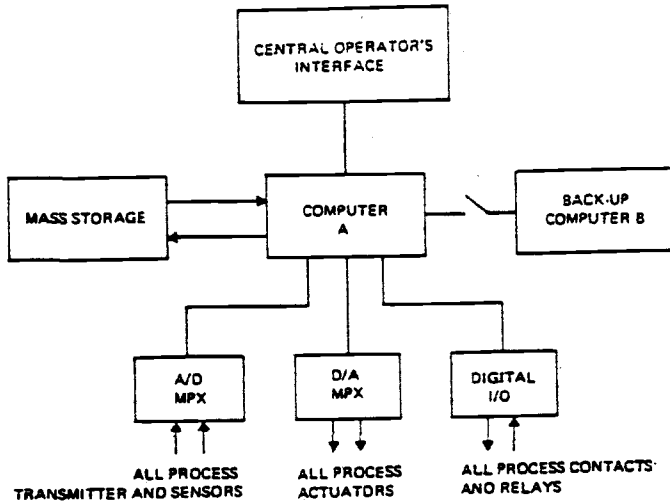 CENTRAL OPERATOR'S
INTERFACE
MASS STORAGE
COMPUTER
A
BACK-UP
COMPUTER B
A/D
MPX
D/A
MPX
DIGITAL
I/O
ALL PROCESS
TRANSMITTER AND SENSORS
ALL PROCESS
ACTUATORS
ALL PROCESS CONTACTS
AND RELAYS